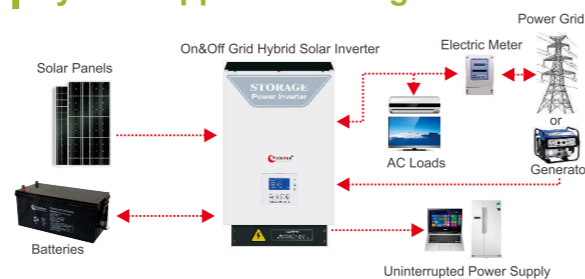 On&Off Grid Hybrid Solar Inverter
Power Grid
Electric Meter
Solar Panels
STORAGE
Power Inverter
or
AC Loads
Generator
Batteries
Uninterrupted Power Supply